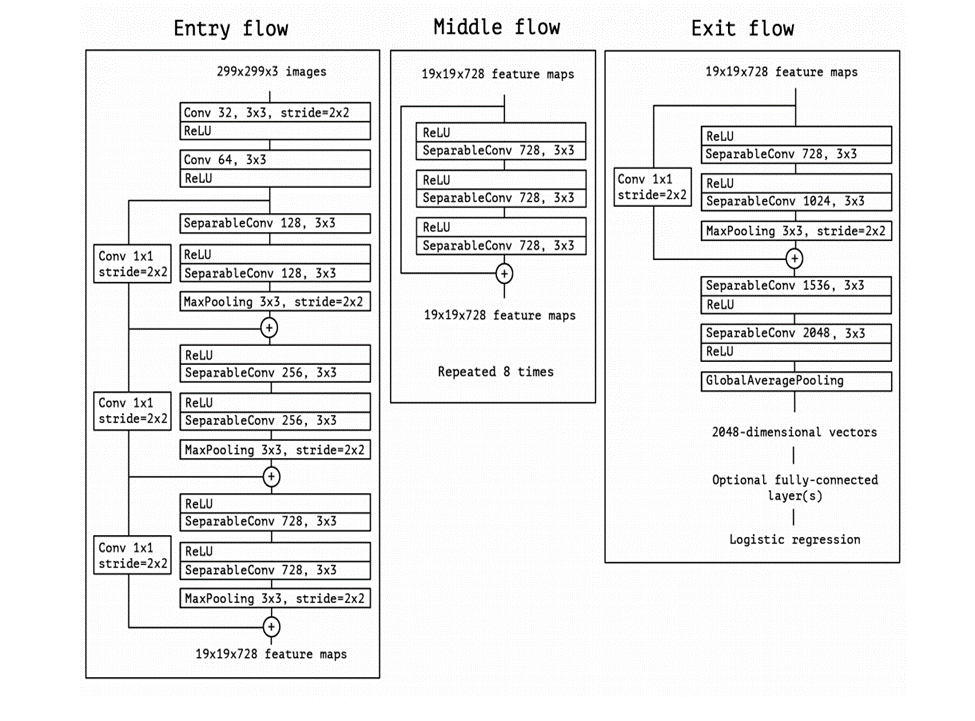 Entry flow
299x299x3 images
Conv 32, 3x3, stride=2x2
ReLU
Conv 64, 3x3
ReLU
SeparableConv 128, 3x3
Conv 1x1
stride=2x2
ReLU
SeparableConv 128, 3x3
MaxPooling 3x3, stride=2x2
+
ReLU
SeparableConv 256, 3x3
Conv 1x1
stride=2x2
ReLU
SeparableConv 256, 3x3
MaxPooling 3x3, stride=2x2
+
ReLU
SeparableConv 728, 3x3
Conv 1x1
stride=2x2
ReLU
SeparableConv 728, 3x3
MaxPooling 3x3, stride=2x2
+
19x19x728 feature maps
Middle flow
19x19x728 feature maps
ReLU
SeparableConv 728, 3x3
ReLU
SeparableConv 728, 3x3
ReLU
SeparableConv 728, 3x3
+
19x19x728 feature maps
Repeated 8 times
Exit flow
19x19x728 feature maps
ReLU
SeparableConv 728, 3x3
Conv 1x1
stride=2x2
ReLU
SeparableConv 1024, 3x3
MaxPooling 3x3, stride=2x2
+
SeparableConv 1536, 3x3
ReLU
SeparableConv 2048, 3x3
ReLU
GlobalAveragePooling
2048-dimensional vectors
Optional fully-connected
layer(s)
Logistic regression